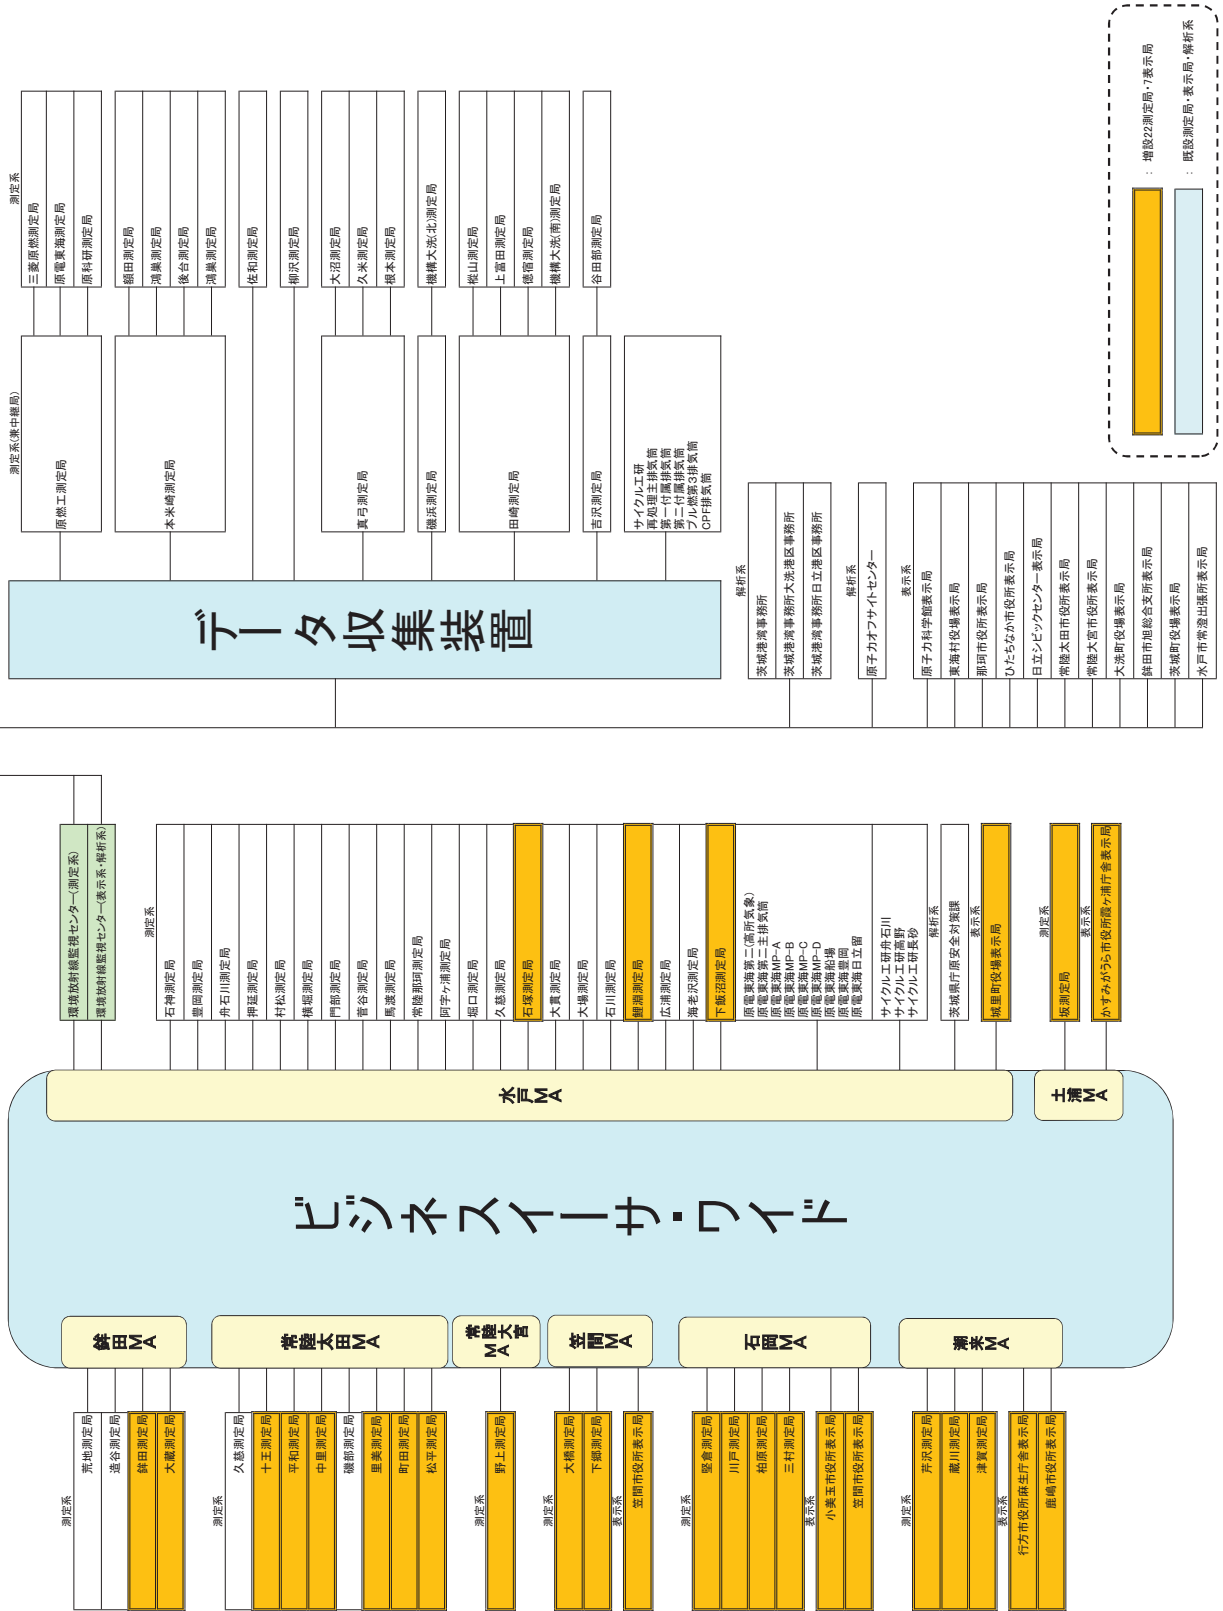 測定系
三菱原燃測定局
原電東海測定局
原科研測定局
額田測定局
鴻巣測定局
後台測定局
鴻巣測定局
佐和測定局
柳沢測定局
大沼測定局
久米測定局
根本測定局
機構大洗(北)測定局
樅山測定局
上富田測定局
徳宿測定局
機構大洗(南)測定局
谷田部測定局
測定系(兼中継局)
原燃工測定局
本米崎測定局
真弓測定局
磯浜測定局
田崎測定局
吉沢測定局
サイクル工研
再処理主排気筒
第一付属排気筒
第二付属排気筒
プル燃第3排気筒
CPF排気筒
データ収集装置
解析系
茨城港湾事務所
茨城港湾事務所大洗港区事務所
茨城港湾事務所日立港区事務所
解析系
原子力オフサイトセンター
表示系
原子力科学館表示局
東海村役場表示局
那珂市役所表示局
ひたちなか市役所表示局
日立シビックセンター表示局
常陸太田市役所表示局
常陸大宮市役所表示局
大洗町役場表示局
鉾田市旭総合支所表示局
茨城町役場表示局
水戸市常澄出張所表示局
: 増設22測定局・7表示局
: 既設測定局・表示局・解析系
環境放射線監視センター(測定系)
環境放射線監視センター(表示系・解析系)
測定系
石神測定局
豊岡測定局
舟石川測定局
押延測定局
村松測定局
横堀測定局
門部測定局
菅谷測定局
馬渡測定局
常陸那珂測定局
阿字ヶ浦測定局
堀口測定局
久慈測定局
石塚測定局
大貫測定局
大場測定局
石川測定局
鯉淵測定局
広浦測定局
海老沢測定局
下飯沼測定局
原電東海第二(高所気象)
原電東海第二主排気筒
原電東海MP-A
原電東海MP-B
原電東海MP-C
原電東海MP-D
原電東海船場
原電東海豊岡
原電東海日立留
サイクル工研舟石川
サイクル工研高野
サイクル工研長砂
解析系
茨城県庁原安全対策課
表示系
城里町役場表示局
測定系
坂測定局
表示系
かすみがうら市役所霞ヶ浦庁舎表示局
水戸MA
土浦MA
ビジネスイーサ・ワイド
鉾田MA
常陸太田MA
常陸大宮
MA
笠間MA
石岡MA
潮来MA
測定系
荒地測定局
造谷測定局
鉾田測定局
大蔵測定局
測定系
久慈測定局
十王測定局
平和測定局
中里測定局
磯部測定局
里美測定局
町田測定局
松平測定局
測定系
野上測定局
測定系
大橋測定局
下郷測定局
表示系
笠間市役所表示局
測定系
堅倉測定局
川戸測定局
柏原測定局
三村測定局
表示系
小美玉市役所表示局
笠間市役所表示局
測定系
芹沢測定局
蔵川測定局
津賀測定局
表示系
行方市役所麻生庁舎表示局
鹿嶋市役所表示局